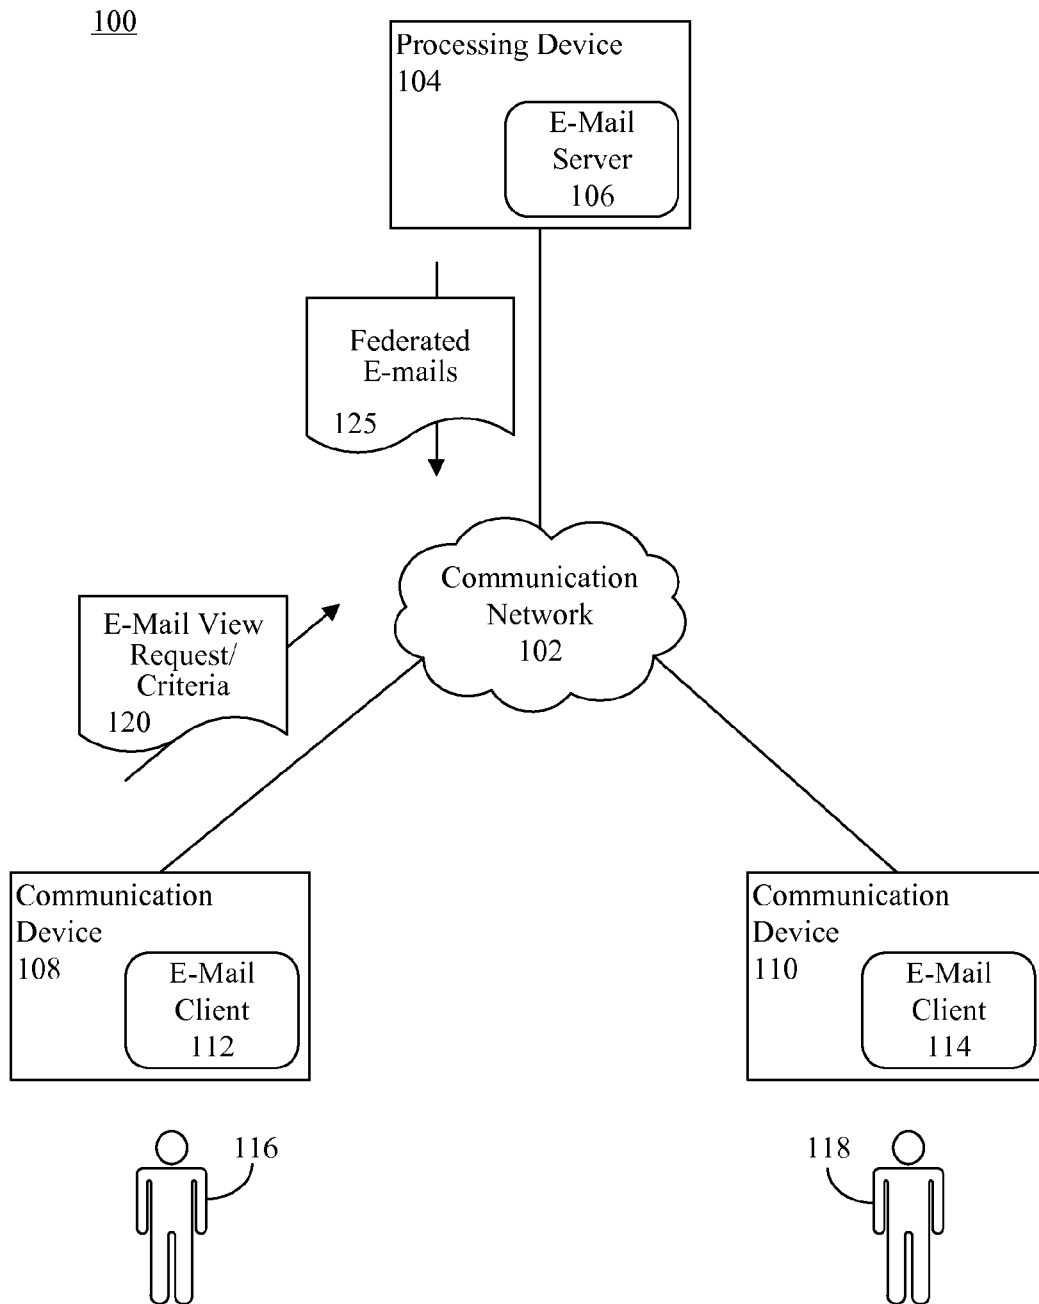 100
Processing Device
104
E-Mail
Server
106
Federated
E-mails
125
Communication
Network
102
E-Mail View
Request/
Criteria
120
Communication
Device
108
E-Mail
Client
112
Communication
Device
110
E-Mail
Client
114
116
118